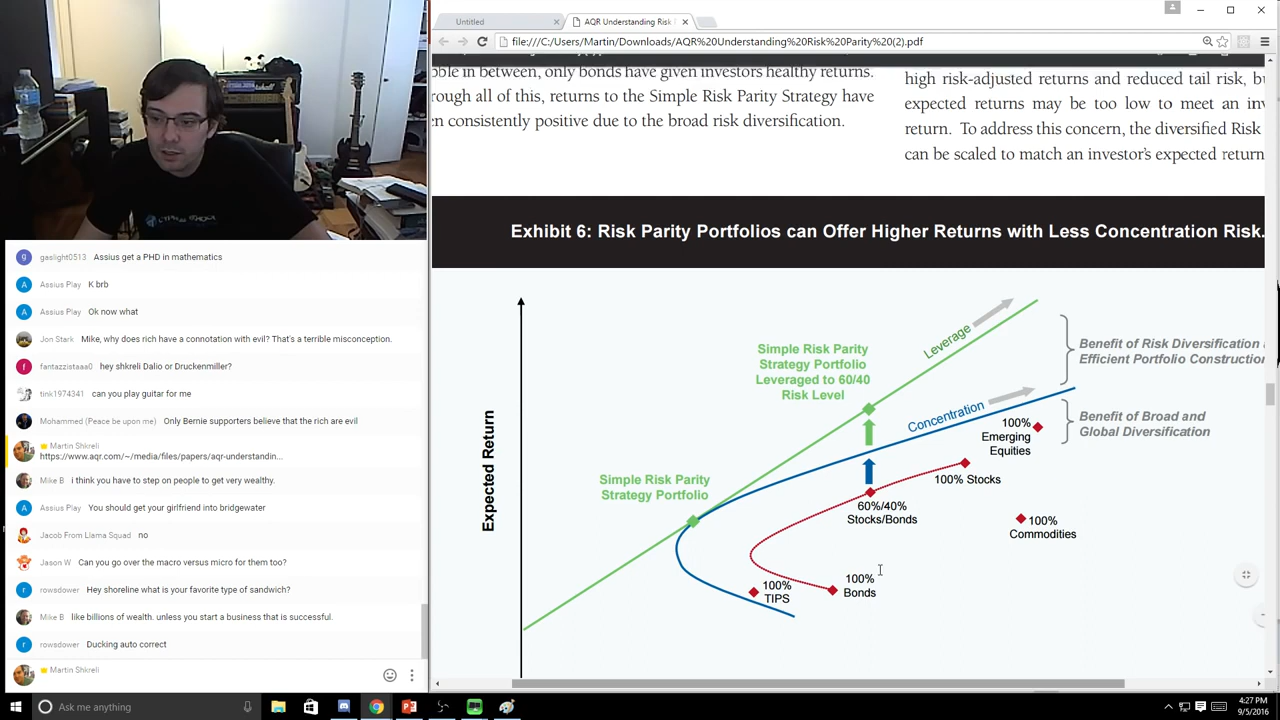 Untitled
AQR Understanding Risk
file:///C:/Users/Martin/Downloads/AQR%20Understanding%20Risk%20Parity%20(2).pdf
ble in between, only bonds have given investors healthy returns.
rough all of this, returns to the Simple Risk Parity Strategy have
en consistently positive due to the broad risk diversification.
high risk-adjusted returns and reduced tail risk, bu
expected returns may be too low to meet an inv
return. To address this concern, the diversified Risk
can be scaled to match an investor's expected return
Exhibit 6: Risk Parity Portfolios can Offer Higher Returns with Less Concentration Risk.
Expected Return
Simple Risk Parity
Strategy Portfolio
Leveraged to 60/40
Risk Level
Leverage
Benefit of Risk Diversification
Efficient Portfolio Construction
Concentration
Benefit of Broad and
Global Diversification
100%
Emerging
Equities
100% Stocks
Simple Risk Parity
Strategy Portfolio
60%/40%
Stocks/Bonds
100%
Commodities
100%
TIPS
100%
Bonds
g gaslight0513 Assius get a PHD in mathematics
A Assius Play K brb
A Assius Play Ok now what
Jon Stark Mike, why does rich have a connotation with evil? That's a terrible misconception.
f fantazzistaaa0 hey shkreli Dalio or Druckenmiller?
tink1974341 can you play guitar for me
Mohammed (Peace be upon me) Only Bernie supporters believe that the rich are evil
Martin Shkreli
https://www.aqr.com/~/media/files/papers/aqr-understandin...
Mike B i think you have to step on people to get very wealthy.
A Assius Play You should get your girlfriend into bridgewater
Jacob From Llama Squad no
Jason W Can you go over the macro versus micro for them too?
r rowsdower Hey shoreline what is your favorite type of sandwich?
Mike B like billions of wealth. unless you start a business that is successful.
r rowsdower Ducking auto correct
Martin Shkreli
Ask me anything
4:27 PM
9/5/2016